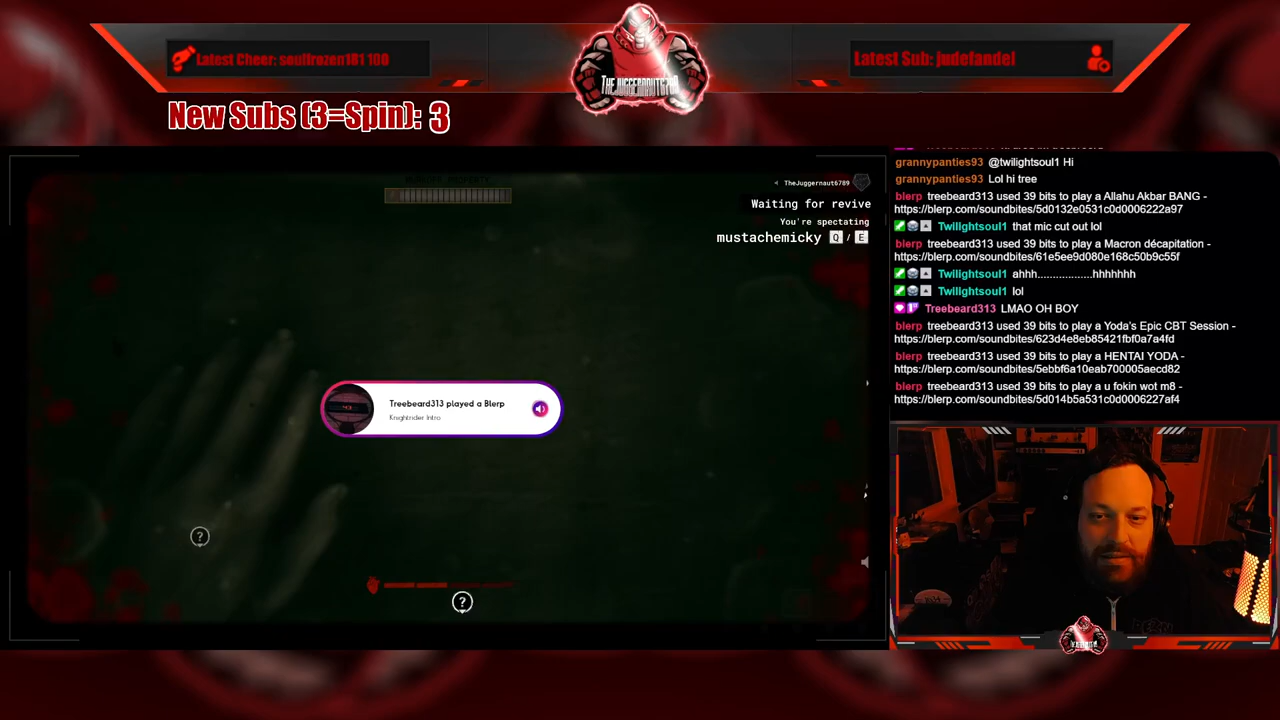 Latest Cheer: soulfrozen181 100
THEJUGGERNAUT6789
Latest Sub: judefandel
New Subs (3=Spin): 3
TheJuggernaut6789
Waiting for revive
You're spectating
mustachemicky Q / E
Treebeard313 played a Blerp
Knightrider Intro
grannypanties93 @twilightsoul1 Hi
grannypanties93 Lol hi tree
blerp treebeard313 used 39 bits to play a Allahu Akbar BANG -
https://blerp.com/soundbites/5d0132e0531c0d0006222a97
Twilightsoul1 that mic cut out lol
blerp treebeard313 used 39 bits to play a Macron décapitation -
https://blerp.com/soundbites/61e5ee9d080e168c50b9c55f
Twilightsoul1 ahhh..................hhhhhhh
Twilightsoul1 lol
Treebeard313 LMAO OH BOY
blerp treebeard313 used 39 bits to play a Yoda's Epic CBT Session -
https://blerp.com/soundbites/623d4e8eb85421fbf0a7a4fd
blerp treebeard313 used 39 bits to play a HENTAI YODA -
https://blerp.com/soundbites/5ebbf6a10eab700005aecd82
blerp treebeard313 used 39 bits to play a u fokin wot m8 -
https://blerp.com/soundbites/5d014b5a531c0d0006227af4